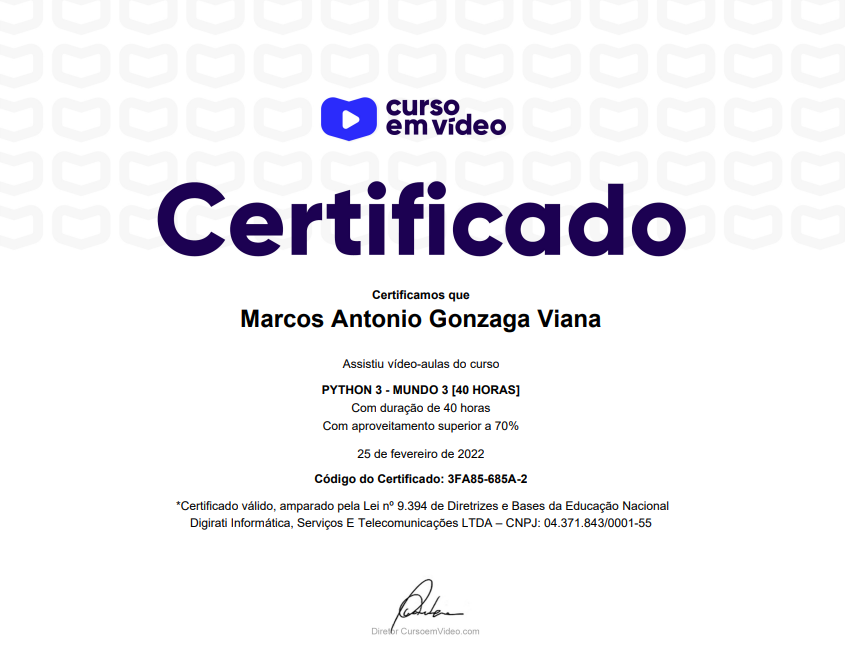 curso
em vídeo
Certificado
Certificamos que
Marcos Antonio Gonzaga Viana
Assistiu vídeo-aulas do curso
PYTHON 3 - MUNDO 3 [40 HORAS]
Com duração de 40 horas
Com aproveitamento superior a 70%
25 de fevereiro de 2022
Código do Certificado: 3FA85-685A-2
*Certificado válido, amparado pela Lei nº 9.394 de Diretrizes e Bases da Educação Nacional
Digirati Informática, Serviços E Telecomunicações LTDA – CNPJ: 04.371.843/0001-55
Diretor CursoemVideo.com